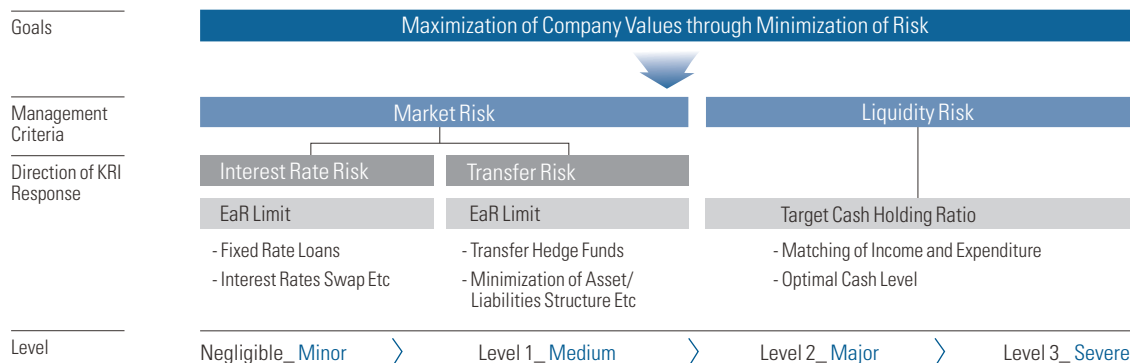 Goals
Maximization of Company Values through Minimization of Risk
Management
Criteria
Market Risk
Liquidity Risk
Direction of KRI
Response
Interest Rate Risk
Transfer Risk
EaR Limit
EaR Limit
Target Cash Holding Ratio
- Fixed Rate Loans
- Interest Rates Swap Etc
- Transfer Hedge Funds
- Minimization of Asset/
Liabilities Structure Etc
- Matching of Income and Expenditure
- Optimal Cash Level
Level
Negligible_ Minor
Level 1_ Medium
Level 2_ Major
Level 3_ Severe